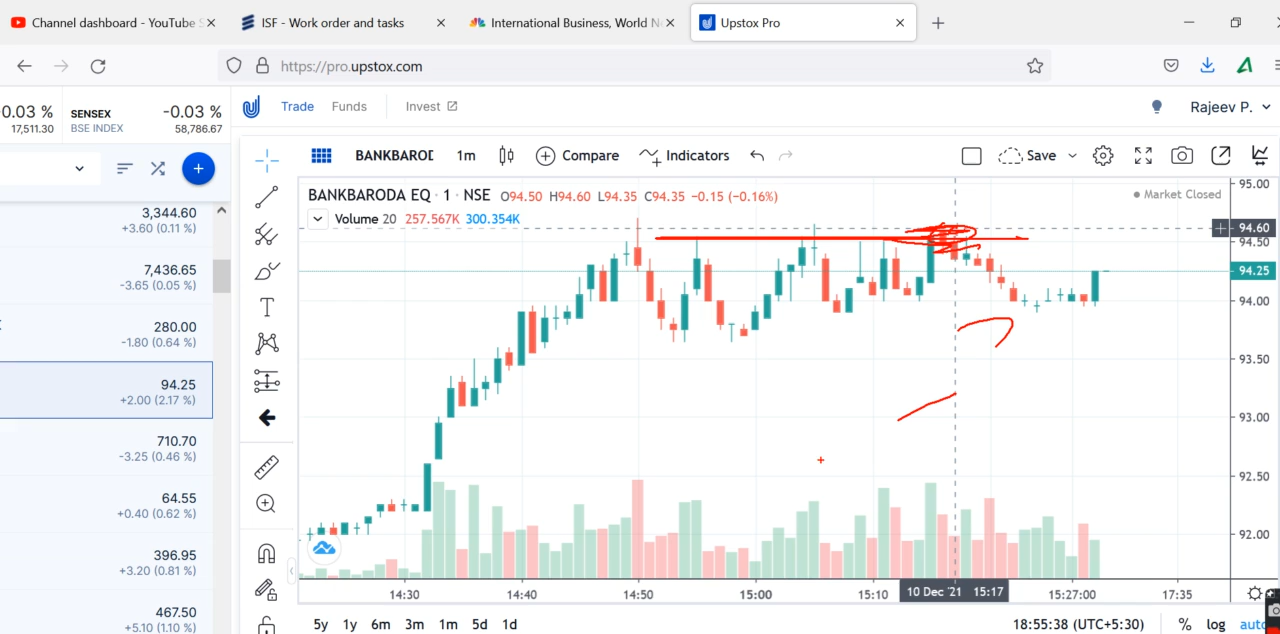 Channel dashboard - YouTube S
ISF - Work order and tasks
International Business, World Ne
Upstox Pro
https://pro.upstox.com
0.03 %
17,511.30
SENSEX
-0.03 %
BSE INDEX
58,786.67
Trade
Funds
Invest
Rajeev P.
BANKBAROD
1m
Compare
Indicators
Save
BANKBARODA EQ · 1 · NSE O94.50 H94.60 L94.35 C94.35 -0.15 (-0.16%)
Market Closed
Volume 20 257.567K 300.354K
3,344.60
+3.60 (0.11 %)
7,436.65
-3.65 (0.05 %)
280.00
-1.80 (0.64 %)
94.25
+2.00 (2.17 %)
710.70
-3.25 (0.46 %)
64.55
+0.40 (0.62 %)
396.95
+3.20 (0.81 %)
467.50
+5.10 (1.10 %)
95.00
94.60
94.50
94.25
94.00
93.50
93.00
92.50
92.00
14:30
14:40
14:50
15:00
15:10
10 Dec '21 15:17
15:27:00
17:35
5y
1y
6m
3m
1m
5d
1d
18:55:38 (UTC+5:30)
%
log
auto